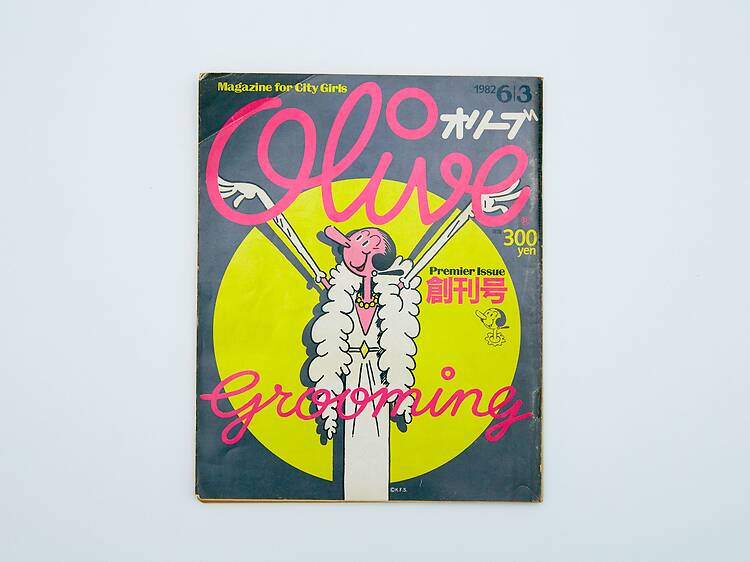 Magazine for City Girls
1982 6/3
Olive
オリーブ
300
yen
Premier Issue
創刊号
Grooming
©K.F.S.